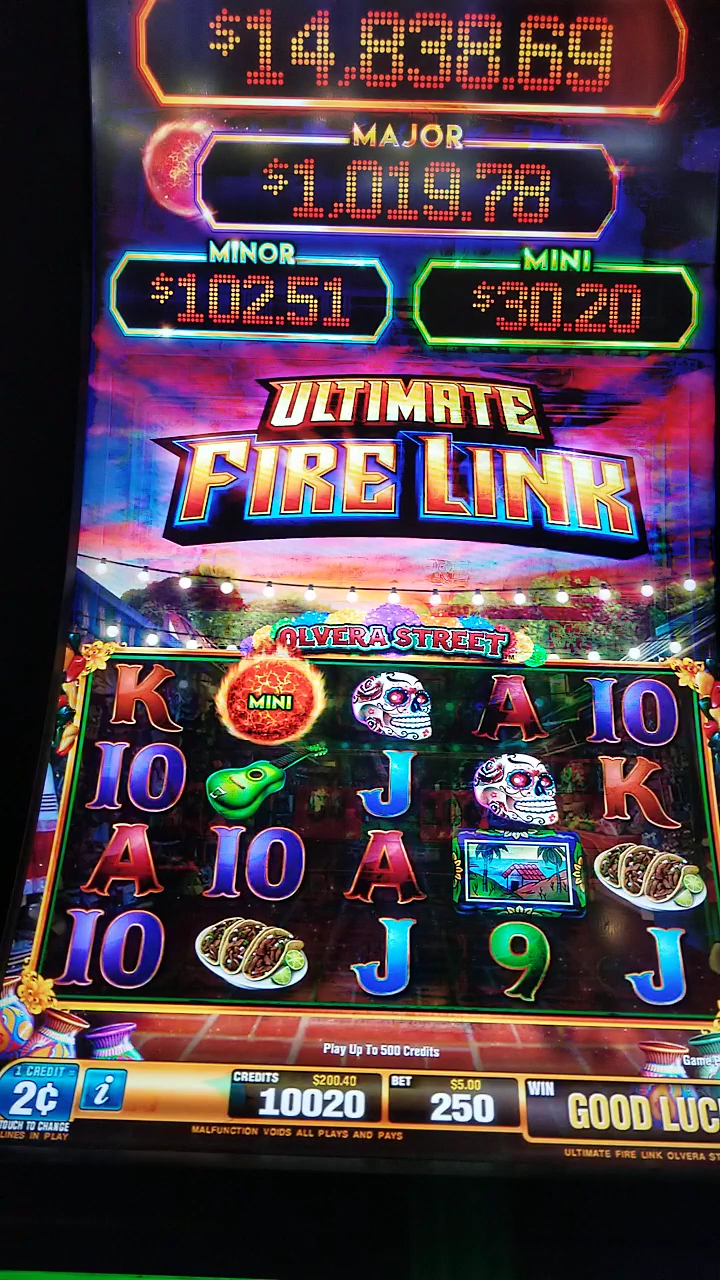 $14,838.69
MAJOR
$1,019.78
MINOR
MINI
$102.51
$30.20
ULTIMATE
FIRE LINK
OLVERA STREET
K MINI A 10
10 J K
A 10 A
10 J 9 J
Play Up To 500 Credits
1 CREDIT =
2¢
TOUCH TO CHANGE
LINES IN PLAY
i
CREDITS $200.40
10020
BET $5.00
250
WIN
GOOD LUC
MALFUNCTION VOIDS ALL PLAYS AND PAYS
ULTIMATE FIRE LINK OLVERA ST